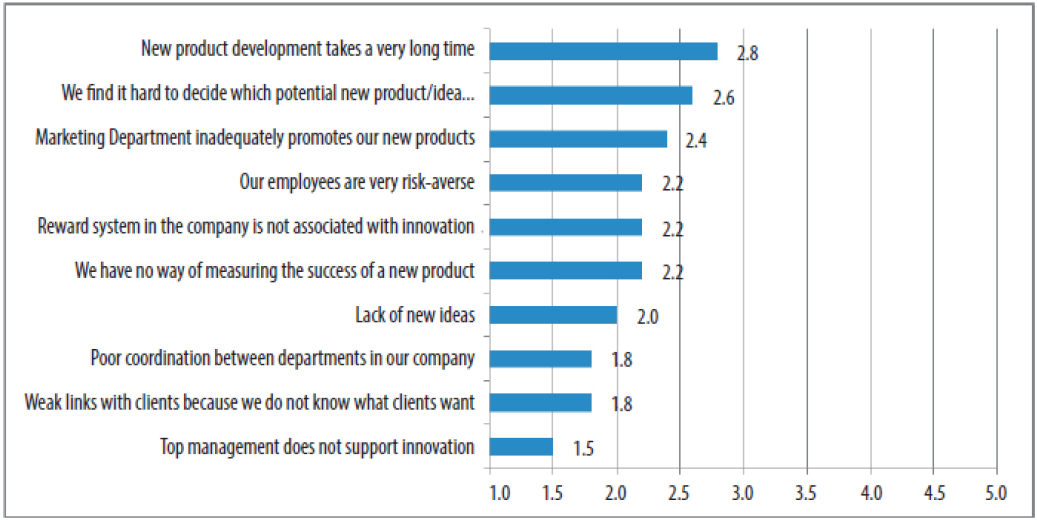 New product development takes a very long time 2.8
We find it hard to decide which potential new product/idea... 2.6
Marketing Department inadequately promotes our new products 2.4
Our employees are very risk-averse 2.2
Reward system in the company is not associated with innovation 2.2
We have no way of measuring the success of a new product 2.2
Lack of new ideas 2.0
Poor coordination between departments in our company 1.8
Weak links with clients because we do not know what clients want 1.8
Top management does not support innovation 1.5
1.0 1.5 2.0 2.5 3.0 3.5 4.0 4.5 5.0